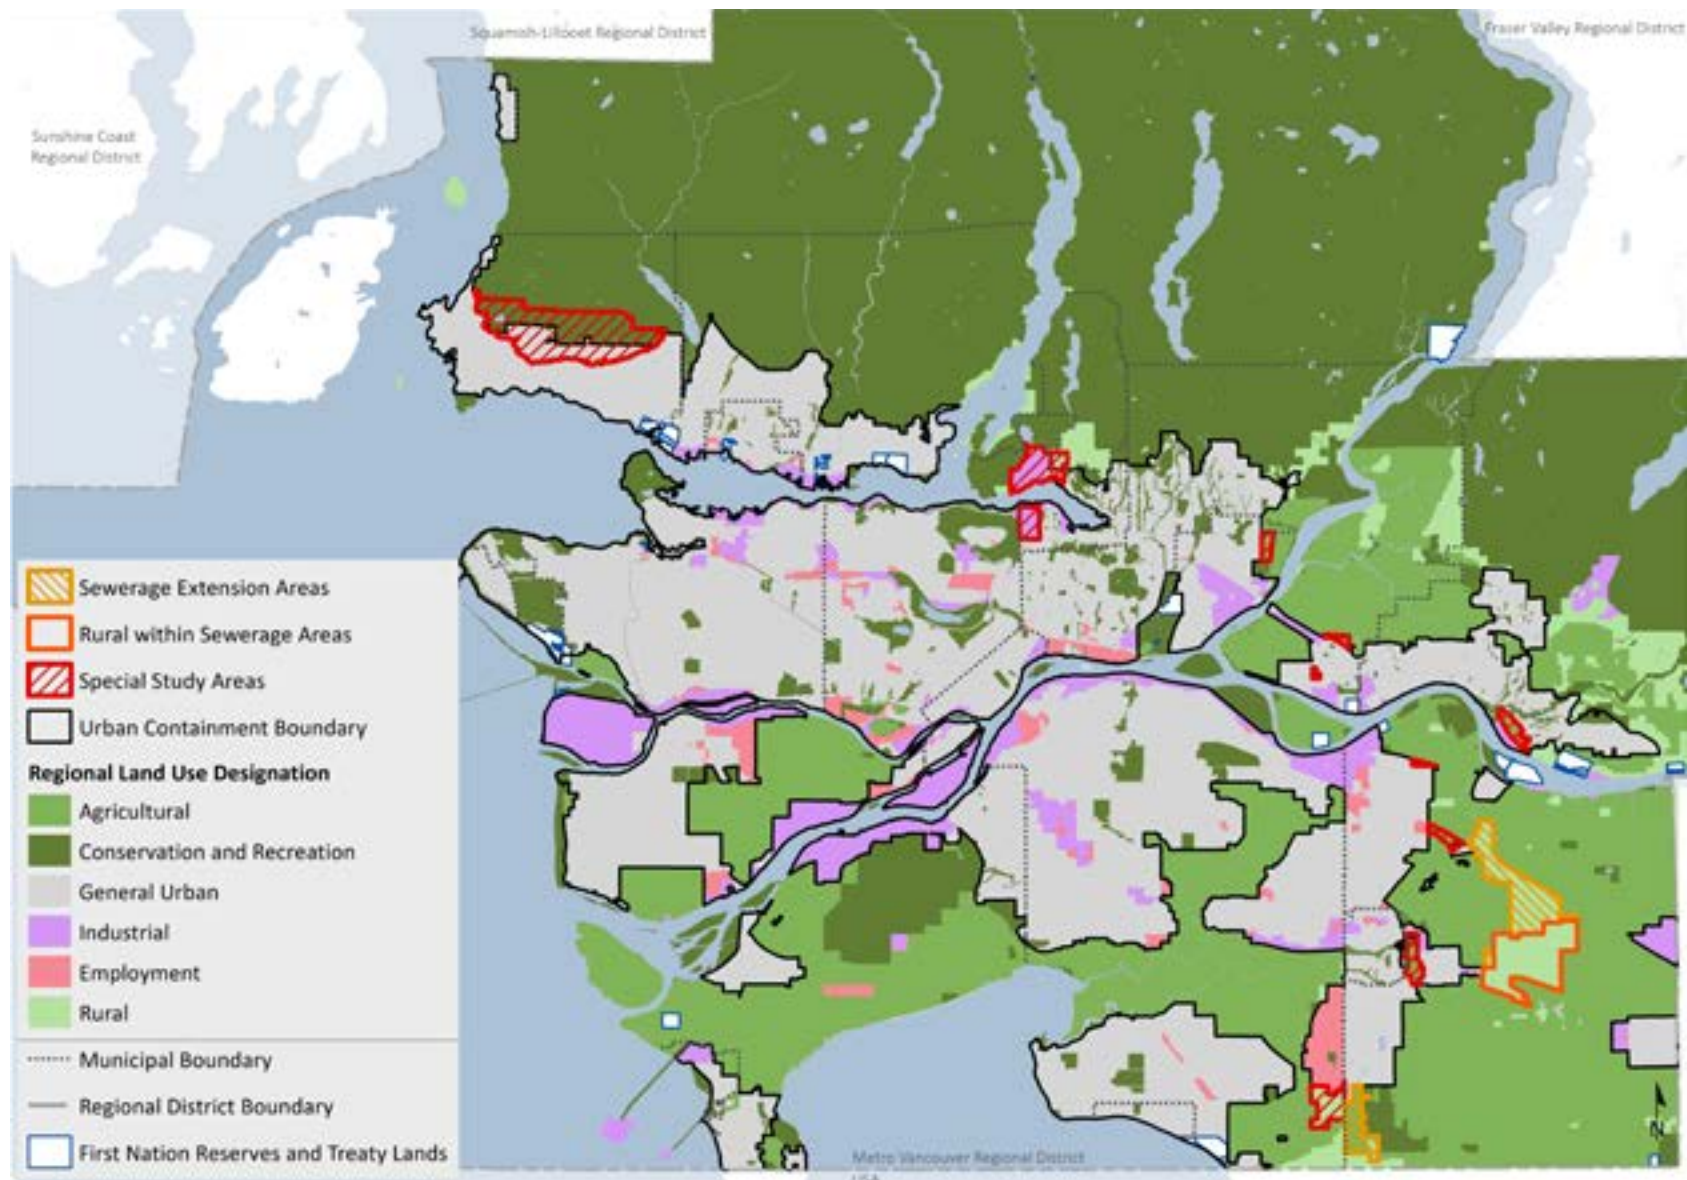 Squamish-Lillooet Regional District
Fraser Valley Regional District
Sunshine Coast
Regional District
Sewerage Extension Areas
Rural within Sewerage Areas
Special Study Areas
Urban Containment Boundary
Regional Land Use Designation
Agricultural
Conservation and Recreation
General Urban
Industrial
Employment
Rural
Municipal Boundary
Regional District Boundary
First Nation Reserves and Treaty Lands
Metro Vancouver Regional District
USA
N